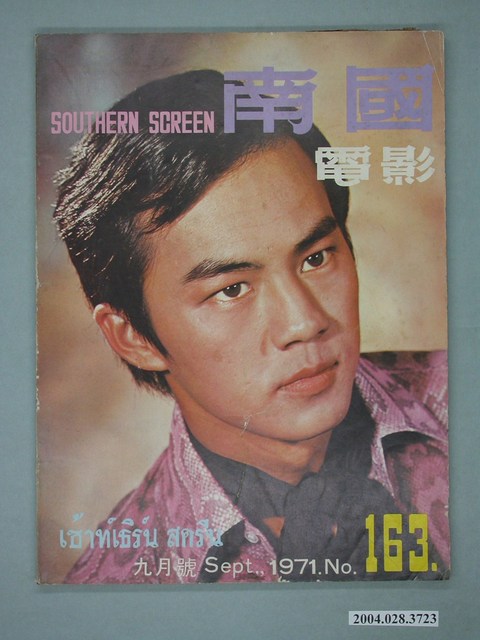 SOUTHERN SCREEN 南國
電影
เซ้าท์เธิร์น สครีน
九月號 Sept., 1971. No. 163.
2004.028.3723